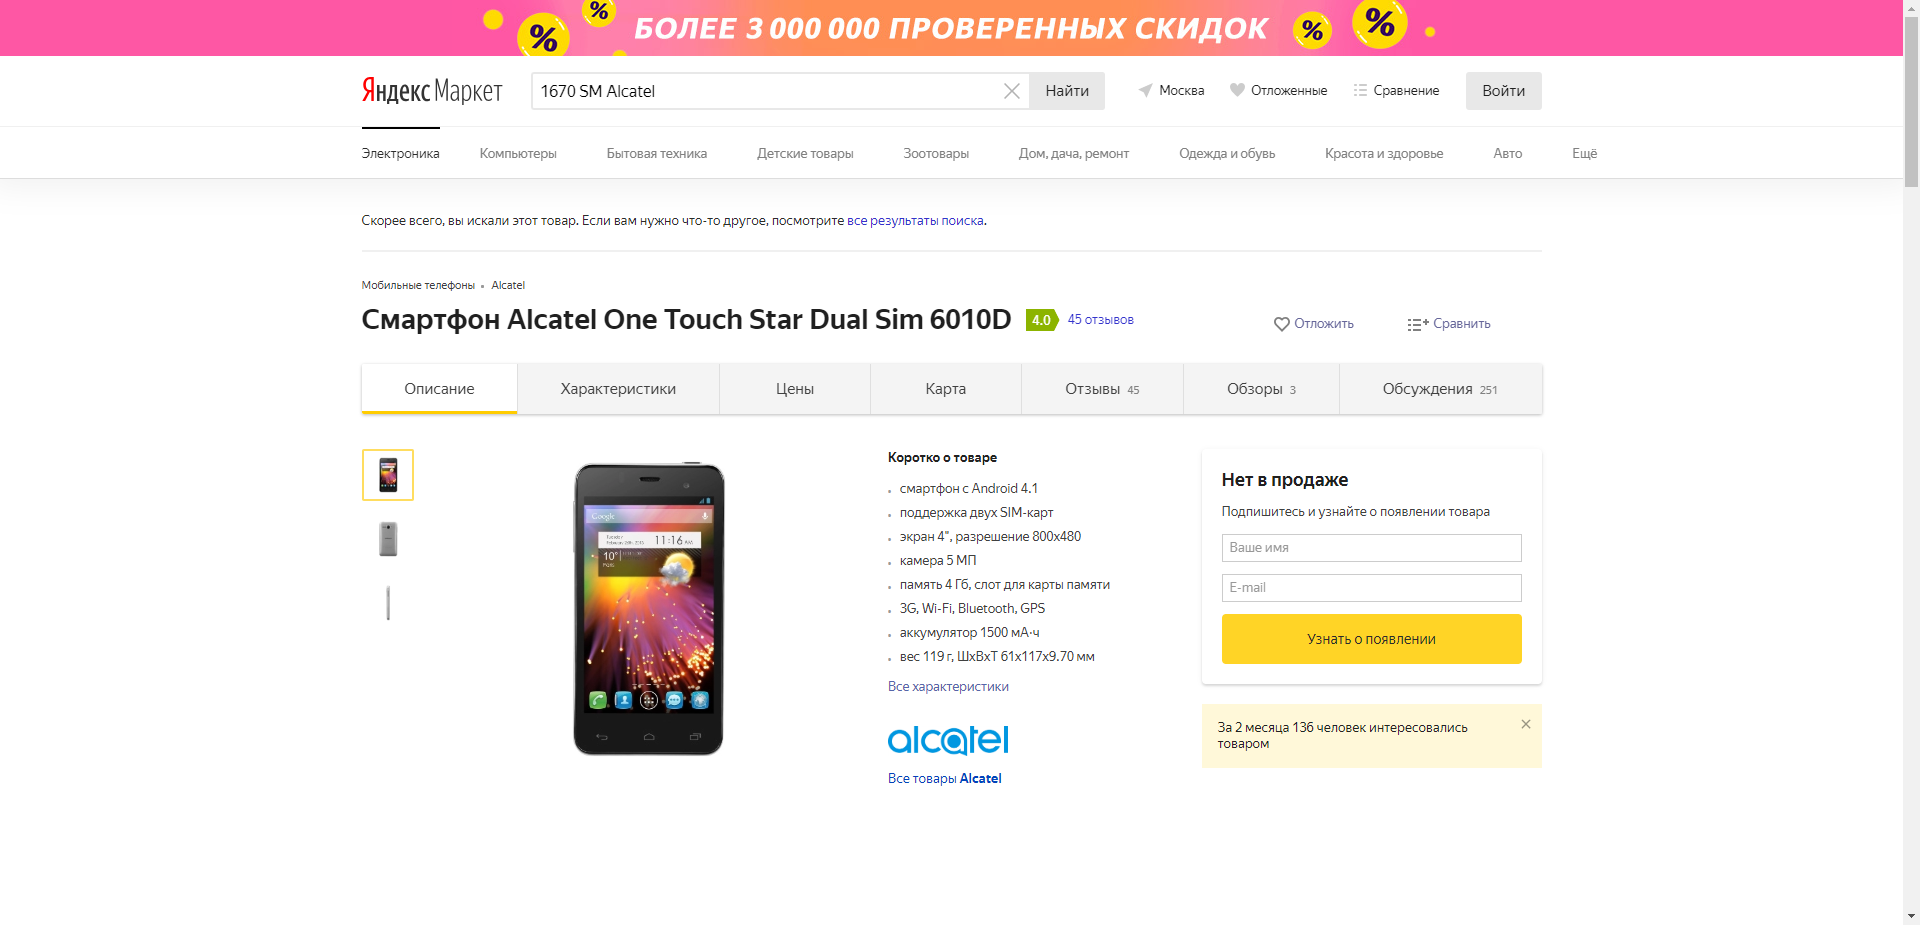 БОЛЕЕ 3 000 000 ПРОВЕРЕННЫХ СКИДОК
Яндекс Маркет
1670 SM Alcatel
Найти
Москва
Отложенные
Сравнение
Войти
Электроника
Компьютеры
Бытовая техника
Детские товары
Зоотовары
Дом, дача, ремонт
Одежда и обувь
Красота и здоровье
Авто
Ещё
Скорее всего, вы искали этот товар. Если вам нужно что-то другое, посмотрите все результаты поиска.
Мобильные телефоны • Alcatel
Смартфон Alcatel One Touch Star Dual Sim 6010D
4.0
45 отзывов
Отложить
Сравнить
Описание
Характеристики
Цены
Карта
Отзывы 45
Обзоры 3
Обсуждения 251
Google
11:16 AM
10°
Коротко о товаре
смартфон с Android 4.1
поддержка двух SIM-карт
экран 4", разрешение 800x480
камера 5 МП
память 4 Гб, слот для карты памяти
3G, Wi-Fi, Bluetooth, GPS
аккумулятор 1500 мА⋅ч
вес 119 г, ШxВxТ 61x117x9.70 мм
Все характеристики
alcatel
Все товары Alcatel
Нет в продаже
Подпишитесь и узнайте о появлении товара
Ваше имя
E-mail
Узнать о появлении
За 2 месяца 136 человек интересовались
товаром